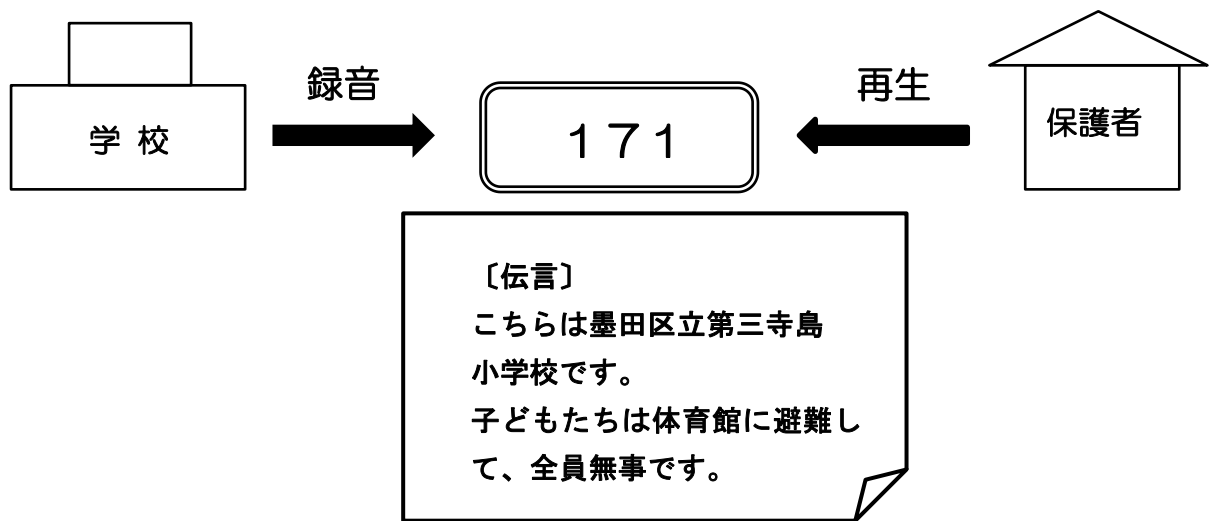 学校
録音
171
再生
保護者
〔伝言〕
こちらは墨田区立第三寺島
小学校です。
子どもたちは体育館に避難し
て、全員無事です。